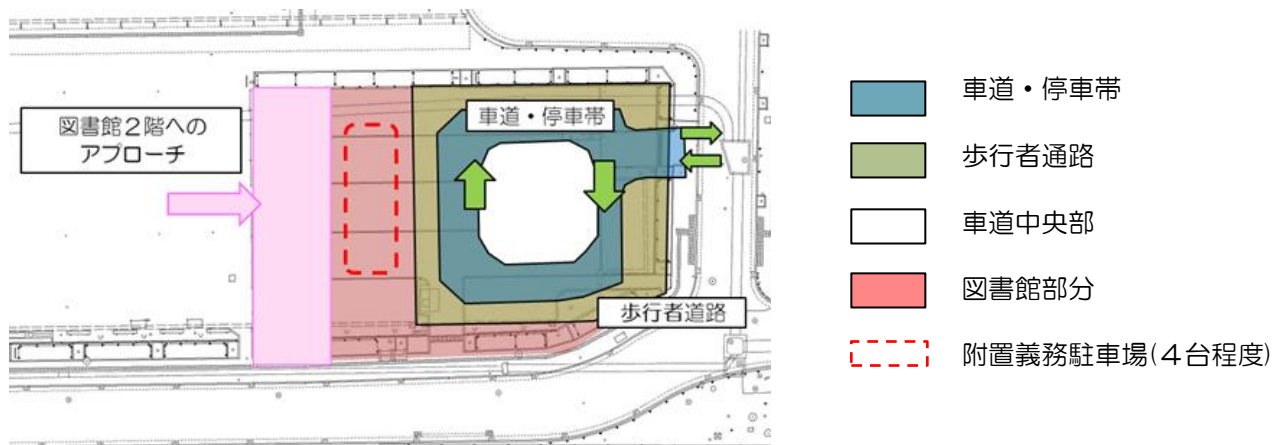 図書館２階への
アプローチ
車道・停車帯
歩行者道路
車道・停車帯
歩行者通路
車道中央部
図書館部分
附置義務駐車場(４台程度)